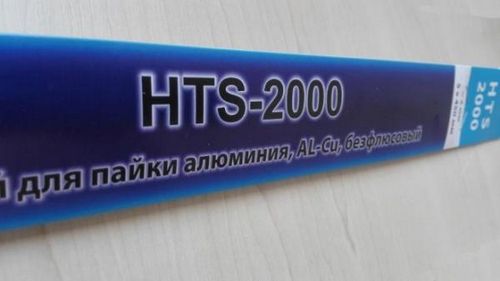 HTS-2000
й для пайки алюминия, AL-Cu, безфлюсовый
HTS
2000